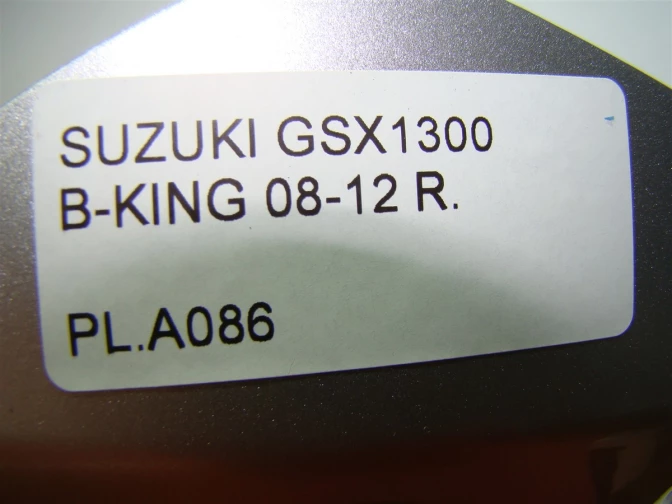 SUZUKI GSX1300
B-KING 08-12 R.
PL.A086